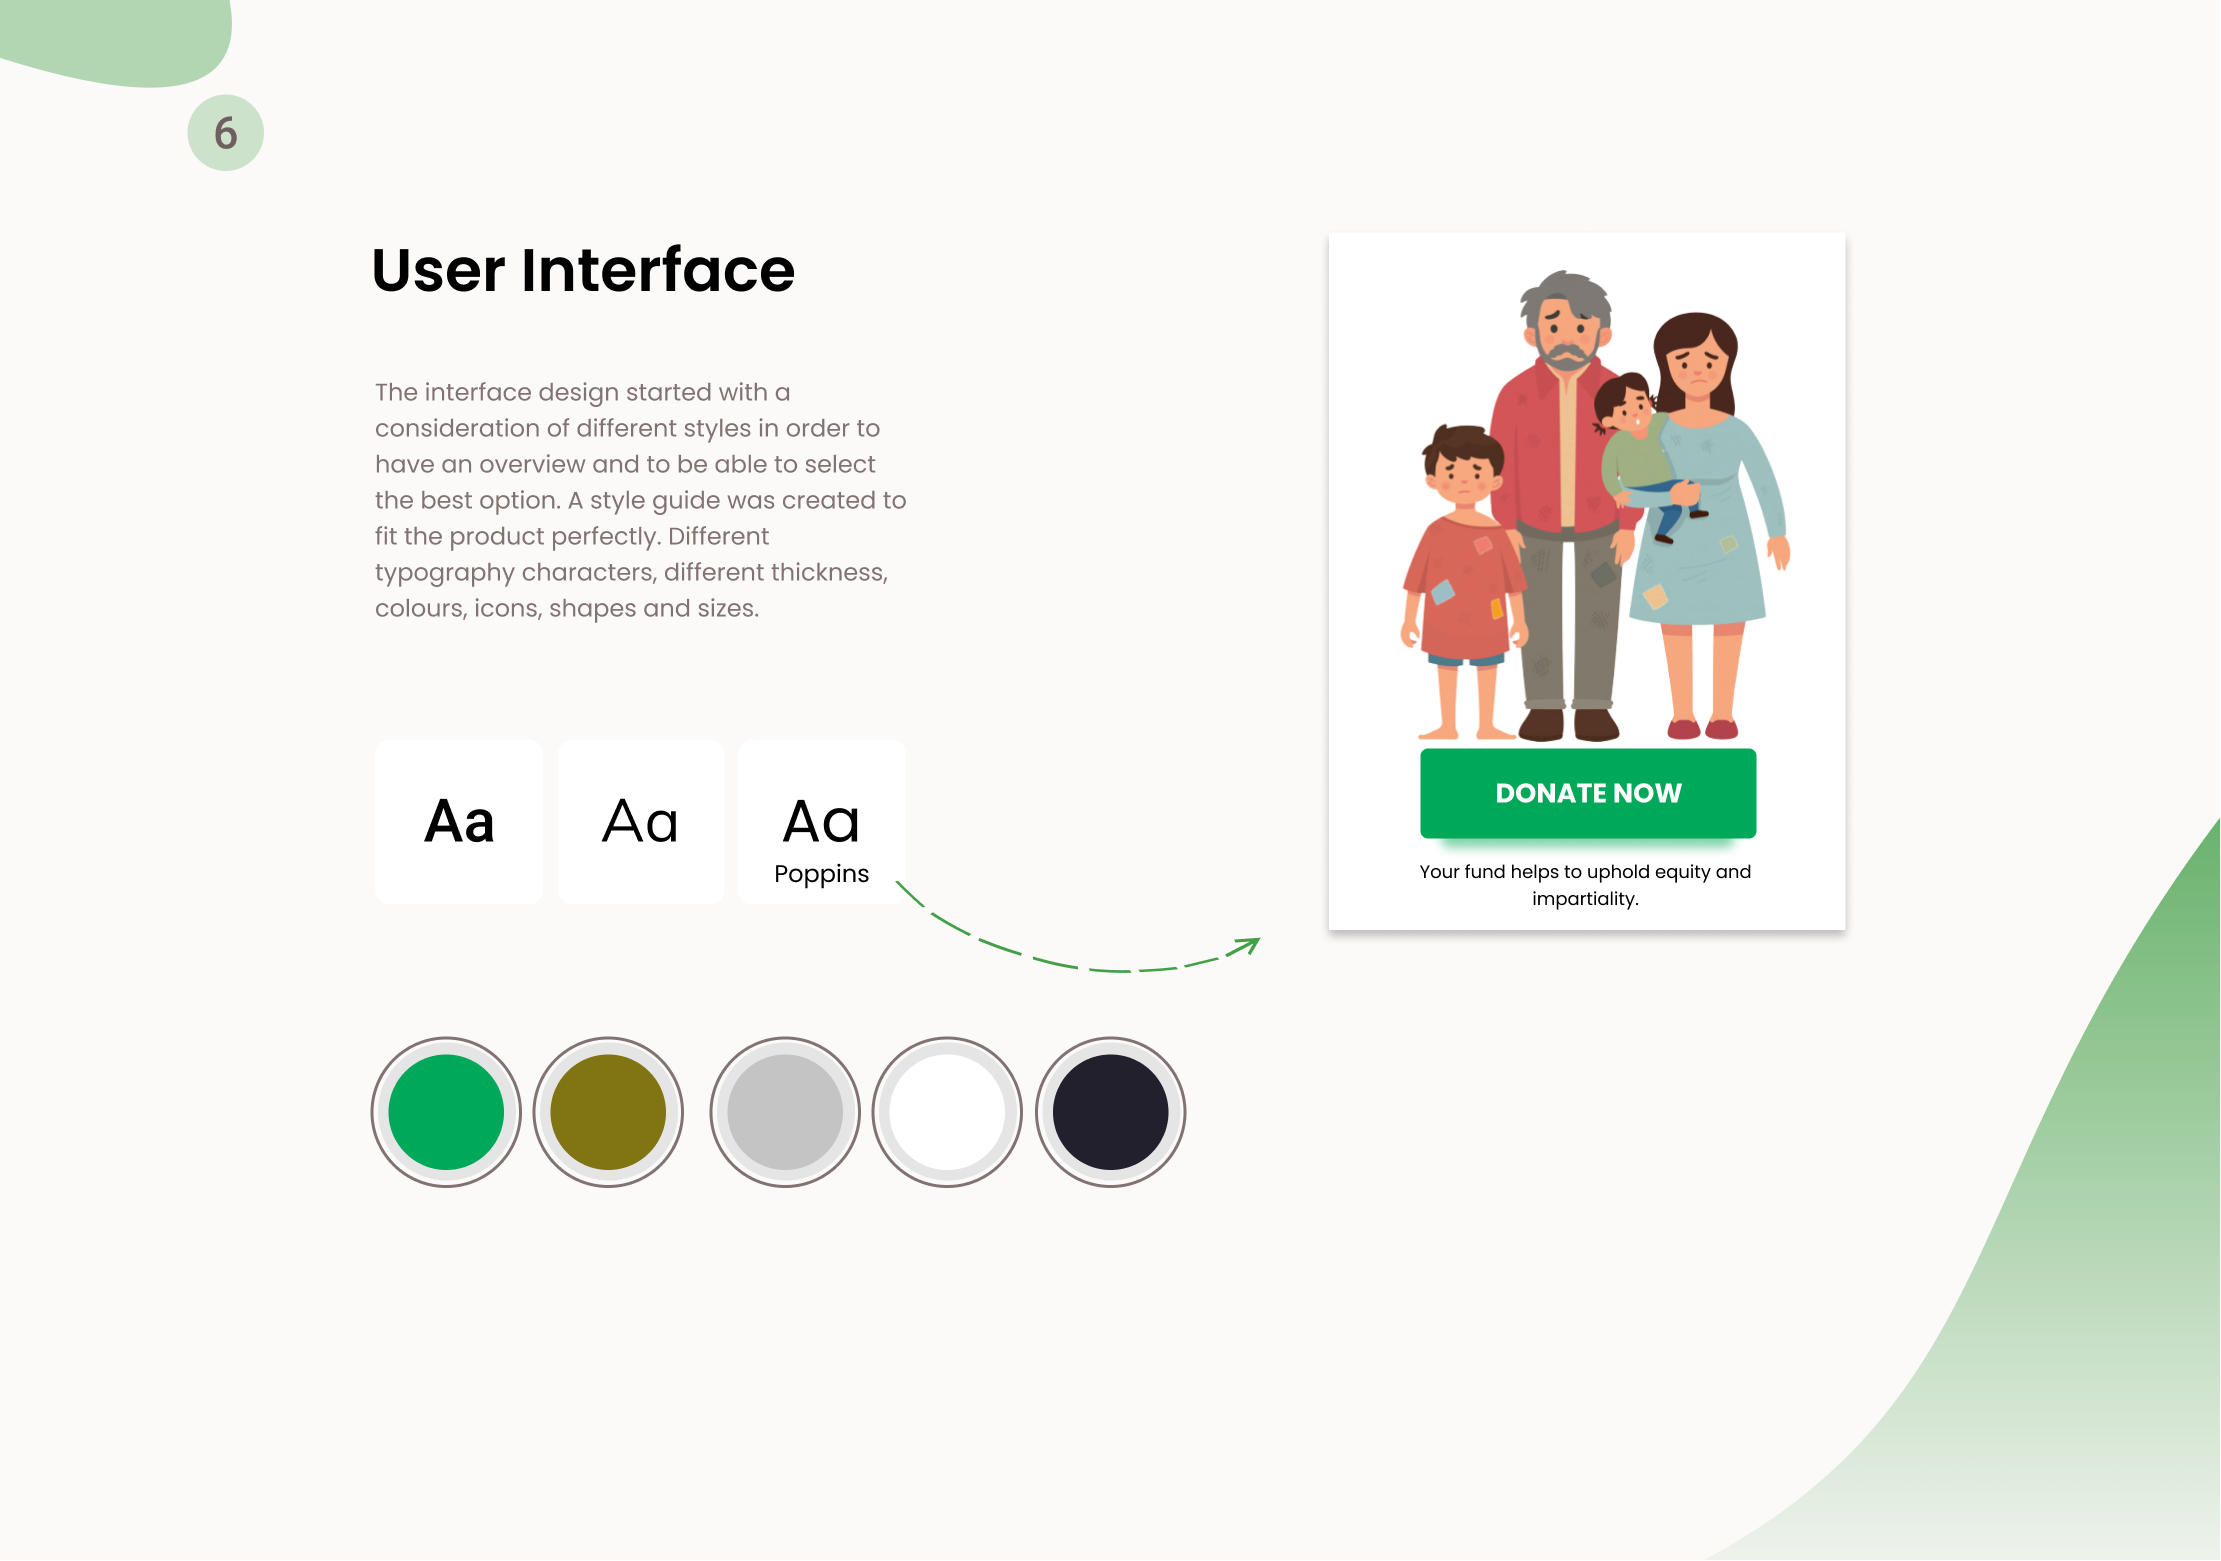 6
User Interface
The interface design started with a
consideration of different styles in order to
have an overview and to be able to select
the best option. A style guide was created to
fit the product perfectly. Different
typography characters, different thickness,
colours, icons, shapes and sizes.
Aa
Aa
Aa
Poppins
DONATE NOW
Your fund helps to uphold equity and
impartiality.